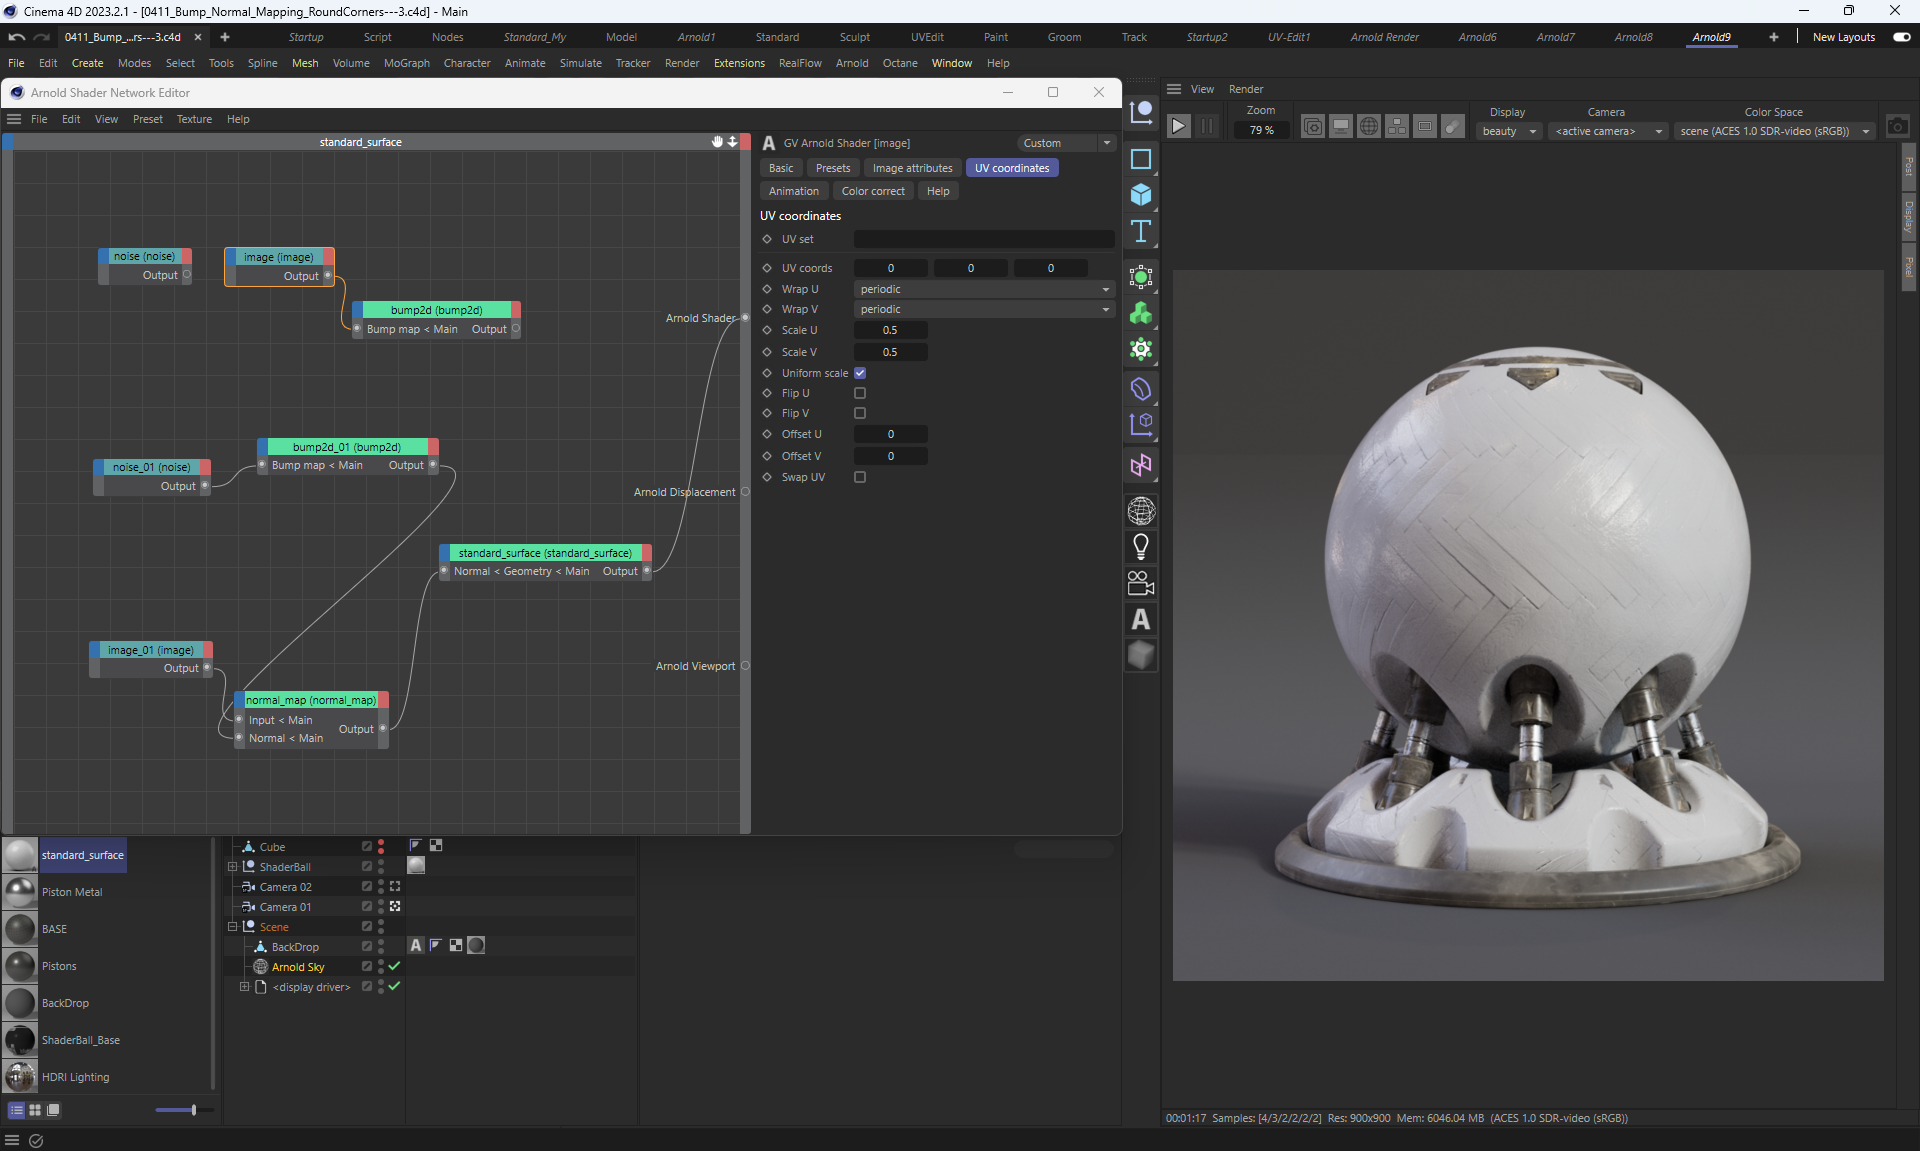 Cinema 4D 2023.2.1 - [0411_Bump_Normal_Mapping_RoundCorners---3.c4d] - Main
0411_Bump_...rs---3.c4d Startup Script Nodes Standard_My Model Arnold1 Standard Sculpt UVEdit Paint Groom Track Startup2 UV-Edit1 Arnold Render Arnold6 Arnold7 Arnold8 Arnold9 New Layouts
File Edit Create Modes Select Tools Spline Mesh Volume MoGraph Character Animate Simulate Tracker Render Extensions RealFlow Arnold Octane Window Help
Arnold Shader Network Editor
File Edit View Preset Texture Help
standard_surface
noise (noise)
Output
image (image)
Output
bump2d (bump2d)
Bump map < Main Output
Arnold Shader
bump2d_01 (bump2d)
Bump map < Main Output
noise_01 (noise)
Output
Arnold Displacement
standard_surface (standard_surface)
Normal < Geometry < Main Output
image_01 (image)
Output
Arnold Viewport
normal_map (normal_map)
Input < Main
Output
Normal < Main
A GV Arnold Shader [image] Custom
Basic Presets Image attributes UV coordinates
Animation Color correct Help
UV coordinates
UV set
UV coords 0 0 0
Wrap U periodic
Wrap V periodic
Scale U 0.5
Scale V 0.5
Uniform scale
Flip U
Flip V
Offset U 0
Offset V 0
Swap UV
T
A
View Render
Zoom Display Camera Color Space
79 % beauty <active camera> scene (ACES 1.0 SDR-video (sRGB))
Post
Display
Pixel
standard_surface
Piston Metal
BASE
Pistons
BackDrop
ShaderBall_Base
HDRI Lighting
Cube
ShaderBall
Camera 02
Camera 01
Scene
BackDrop A
Arnold Sky
<display driver>
00:01:17 Samples: [4/3/2/2/2/2] Res: 900x900 Mem: 6046.04 MB (ACES 1.0 SDR-video (sRGB))